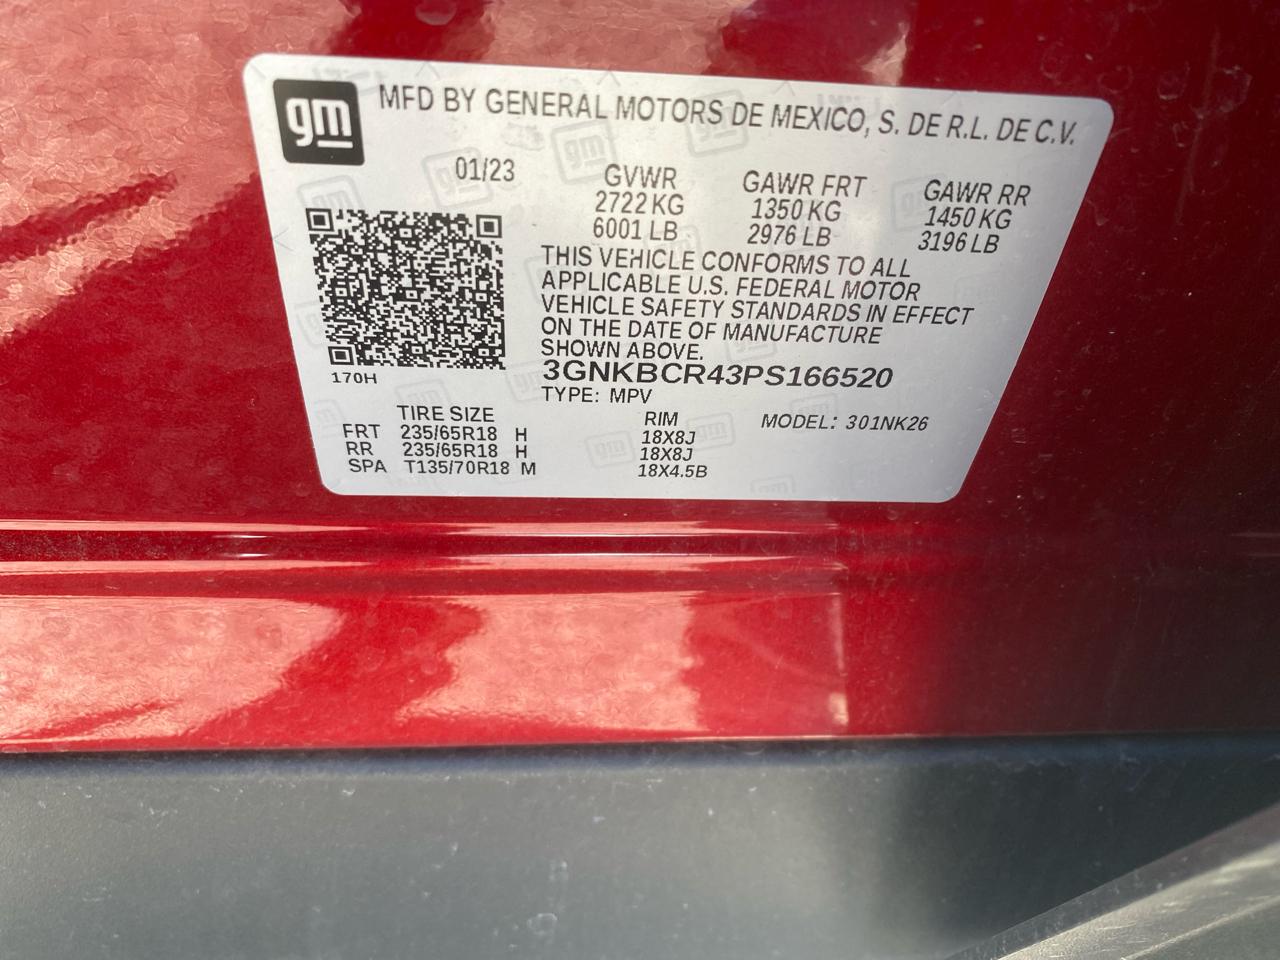 gm MFD BY GENERAL MOTORS DE MEXICO, S. DE R.L. DE C.V.
01/23 GVWR GAWR FRT GAWR RR
2722 KG 1350 KG 1450 KG
6001 LB 2976 LB 3196 LB
THIS VEHICLE CONFORMS TO ALL
APPLICABLE U.S. FEDERAL MOTOR
VEHICLE SAFETY STANDARDS IN EFFECT
ON THE DATE OF MANUFACTURE
SHOWN ABOVE.
170H 3GNKBCR43PS166520
TYPE: MPV
TIRE SIZE RIM MODEL: 301NK26
FRT 235/65R18 H 18X8J
RR 235/65R18 H 18X8J
SPA T135/70R18 M 18X4.5B